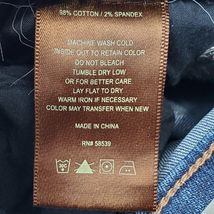 98% COTTON / 2% SPANDEX
MACHINE WASH COLD
INSIDE OUT TO RETAIN COLOR
DO NOT BLEACH
TUMBLE DRY LOW
OR FOR BETTER CARE
LAY FLAT TO DRY
WARM IRON IF NECESSARY
COLOR MAY TRANSFER WHEN NEW
MADE IN CHINA
RN# 58539